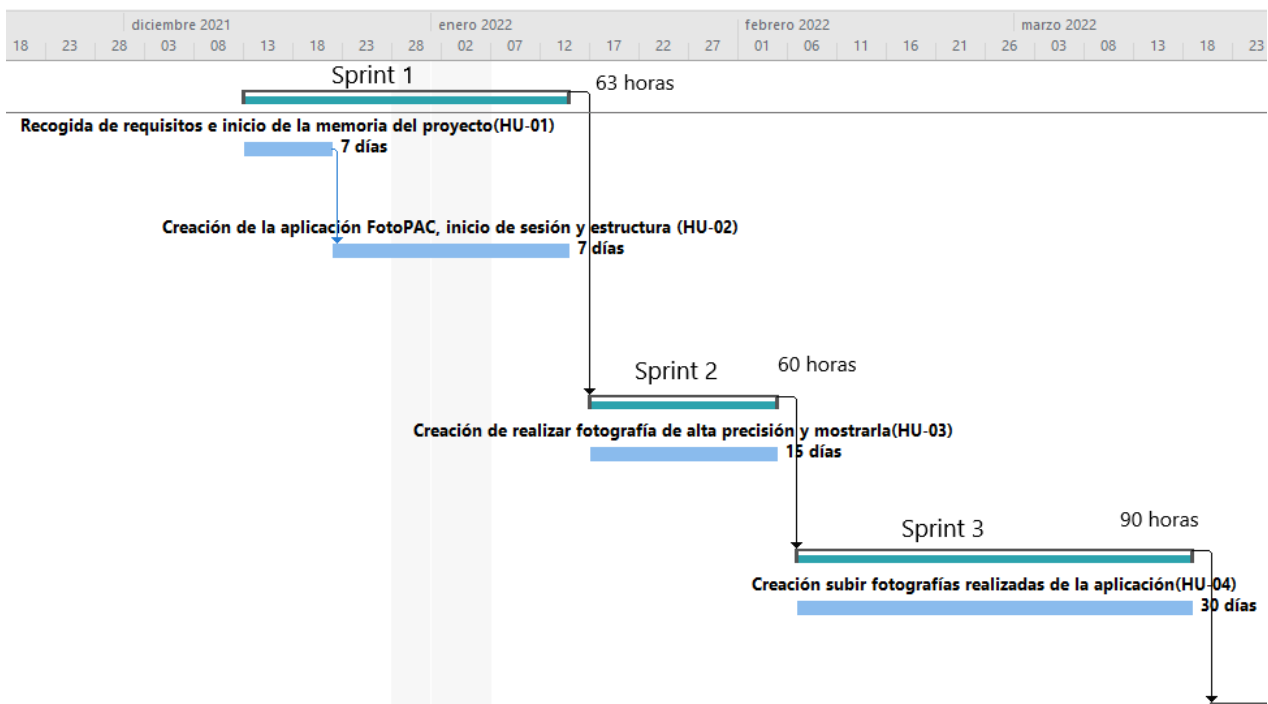 diciembre 2021 enero 2022 febrero 2022 marzo 2022
18 23 28 03 08 13 18 23 28 02 07 12 17 22 27 01 06 11 16 21 26 03 08 13 18 23
Sprint 1 63 horas
Recogida de requisitos e inicio de la memoria del proyecto(HU-01)
7 días
Creación de la aplicación FotoPAC, inicio de sesión y estructura (HU-02)
7 días
Sprint 2 60 horas
Creación de realizar fotografía de alta precisión y mostrarla(HU-03)
15 días
Sprint 3 90 horas
Creación subir fotografías realizadas de la aplicación(HU-04)
30 días